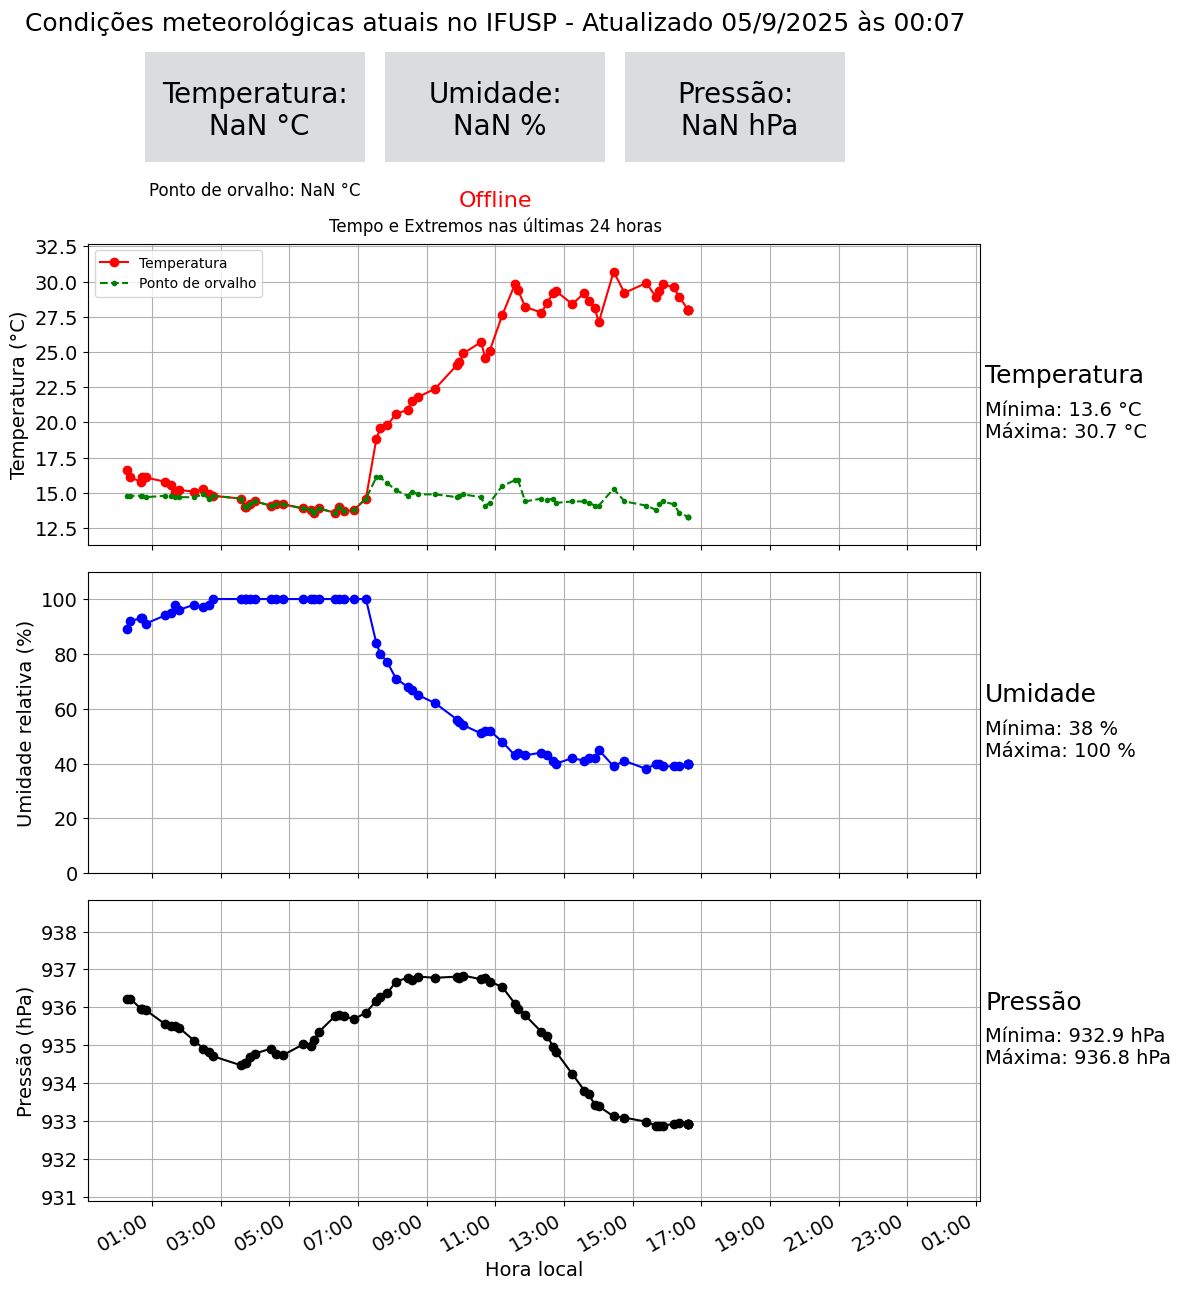 Condições meteorológicas atuais no IFUSP - Atualizado 05/9/2025 às 00:07
Temperatura:
NaN °C
Umidade:
NaN %
Pressão:
NaN hPa
Ponto de orvalho: NaN °C
Offline
Tempo e Extremos nas últimas 24 horas
Temperatura
Ponto de orvalho
Temperatura (°C)
32.5
30.0
27.5
25.0
22.5
20.0
17.5
15.0
12.5
Temperatura
Mínima: 13.6 °C
Máxima: 30.7 °C
Umidade relativa (%)
100
80
60
40
20
0
Umidade
Mínima: 38 %
Máxima: 100 %
Pressão (hPa)
938
937
936
935
934
933
932
931
Pressão
Mínima: 932.9 hPa
Máxima: 936.8 hPa
01:00 03:00 05:00 07:00 09:00 11:00 13:00 15:00 17:00 19:00 21:00 23:00 01:00
Hora local